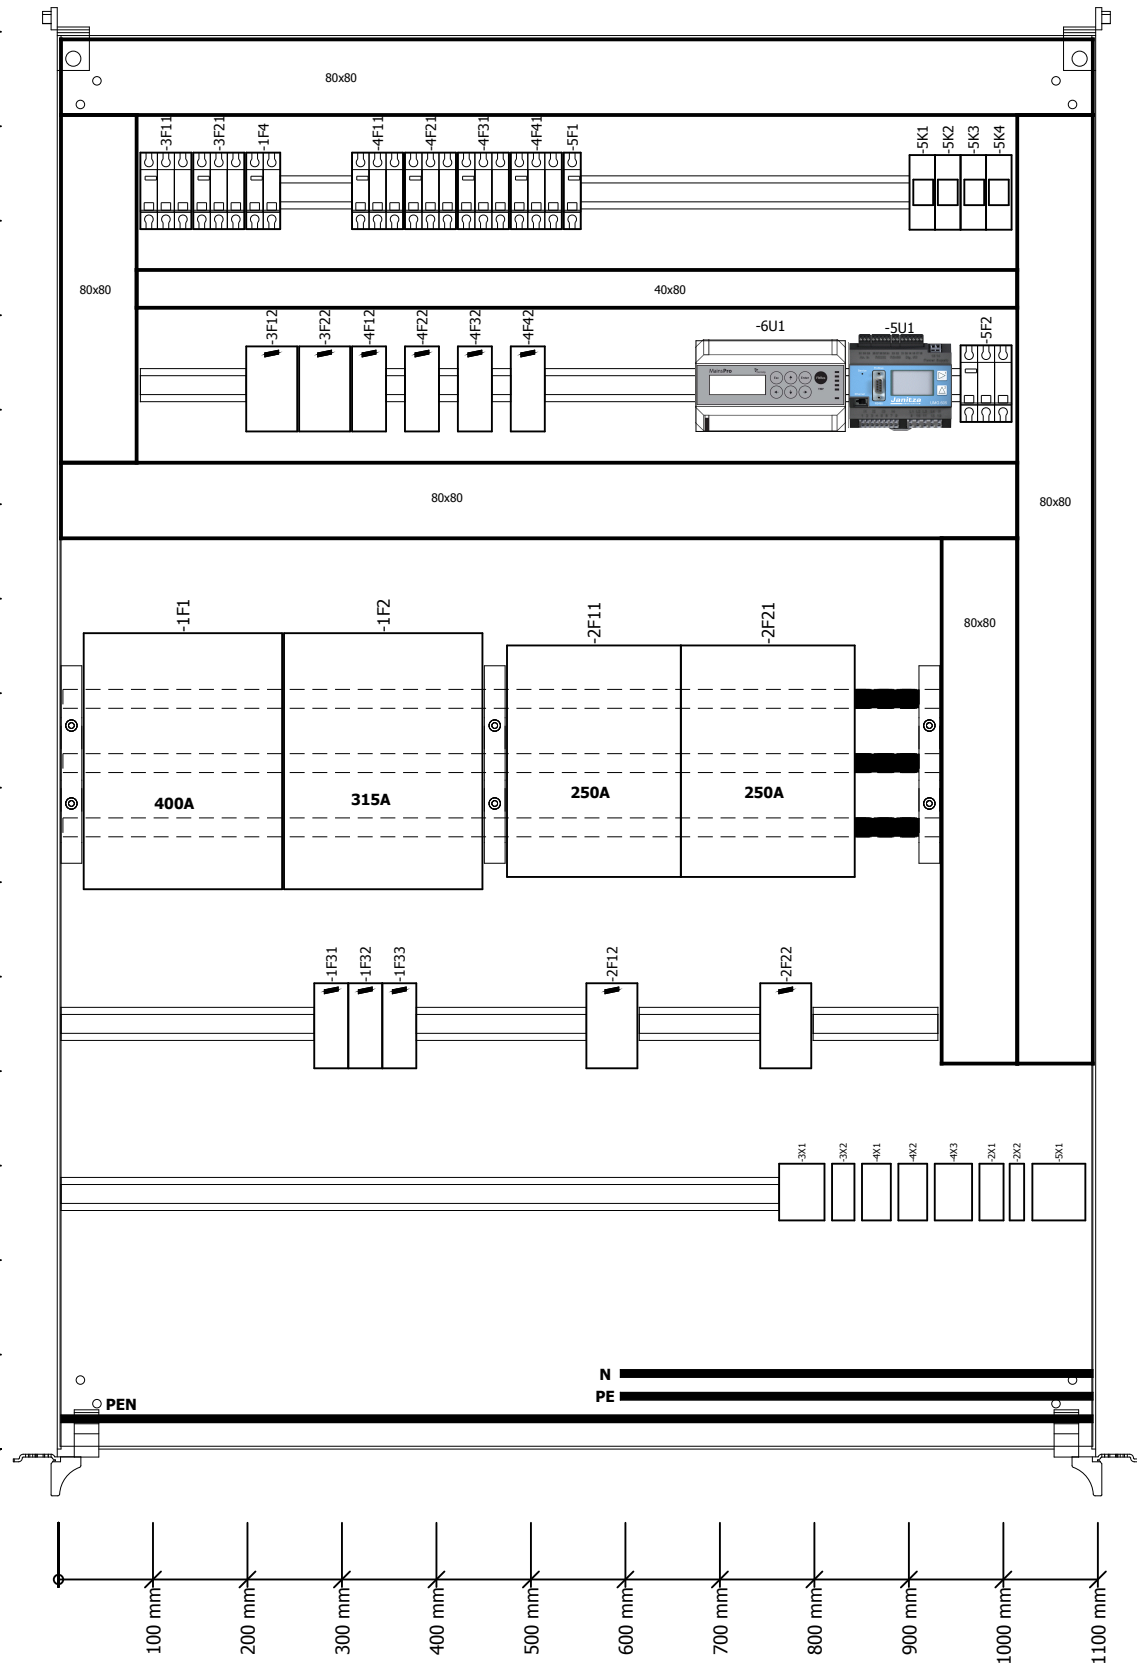 80x80
-3F11
-3F21
-1F4
-4F11
-4F21
-4F31
-4F41
-5F1
-5K1
-5K2
-5K3
-5K4
80x80
40x80
-3F12
-3F22
-4F12
-4F22
-4F32
-4F42
-6U1
-5U1
-5F2
MainsPro
Janitza
80x80
80x80
80x80
-1F1
-1F2
-2F11
-2F21
400A
315A
250A
250A
-1F31
-1F32
-1F33
-2F12
-2F22
-3X1
-3X2
-4X1
-4X2
-4X3
-2X1
-2X2
-5X1
N
PE
PEN
100 mm
200 mm
300 mm
400 mm
500 mm
600 mm
700 mm
800 mm
900 mm
1000 mm
1100 mm